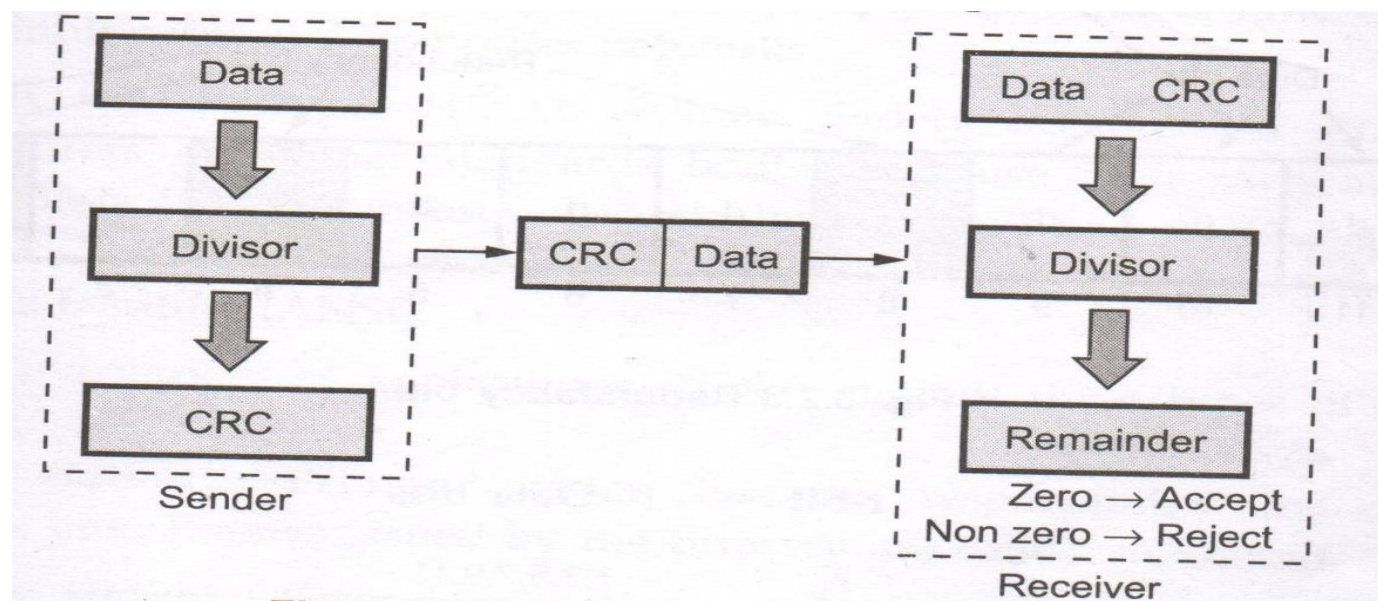 Data
Divisor
CRC
Sender
CRC Data
Data CRC
Divisor
Remainder
Zero → Accept
Non zero → Reject
Receiver